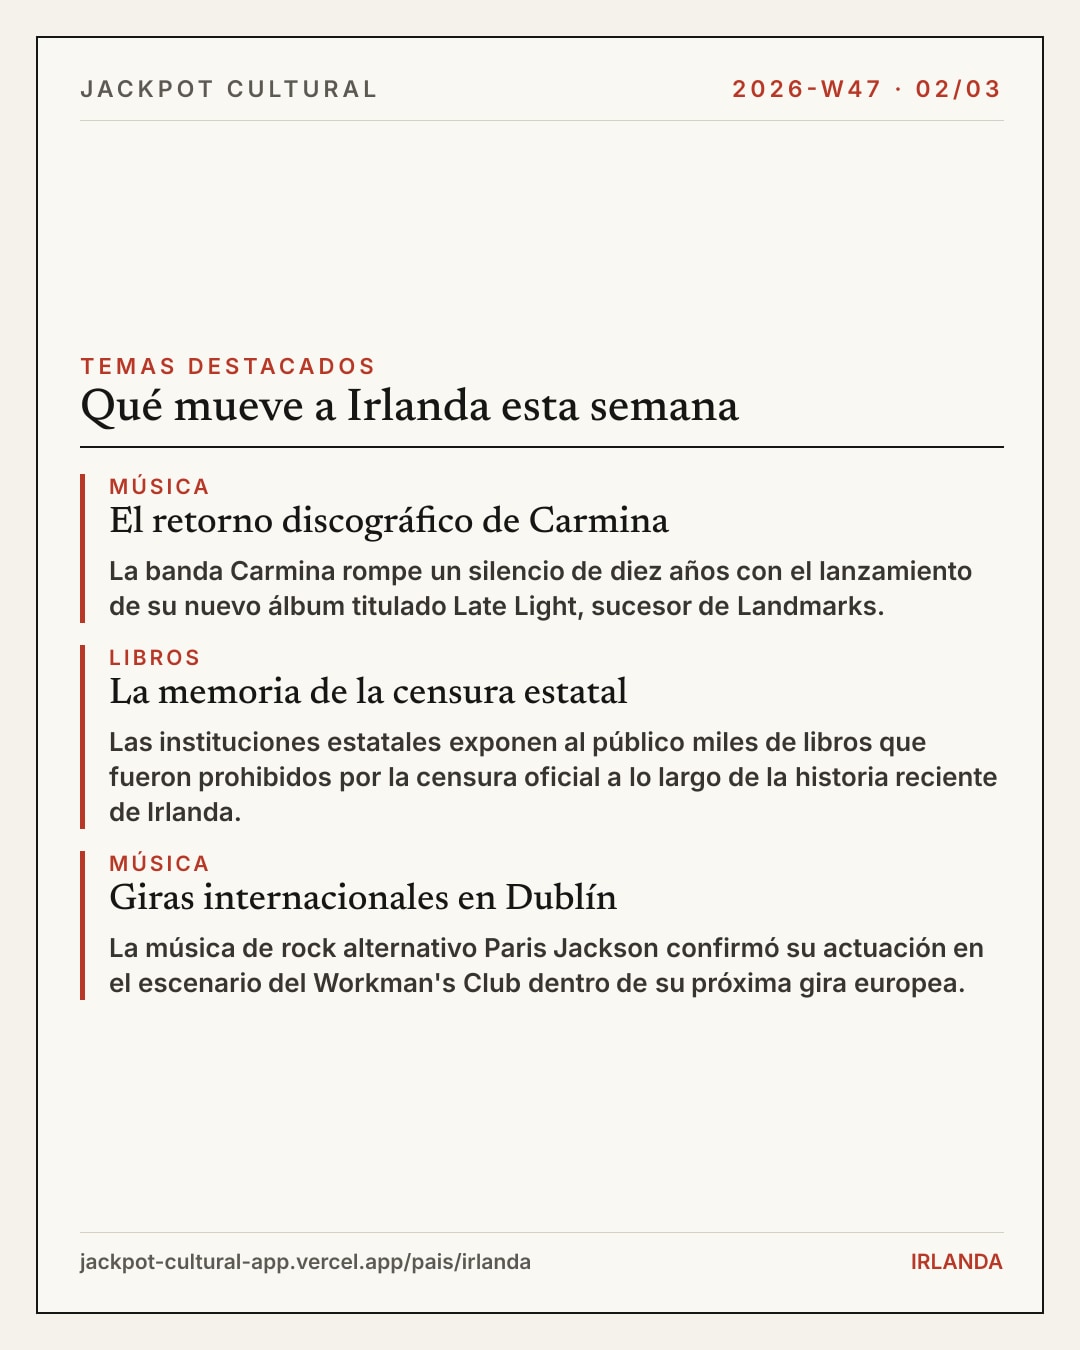 JACKPOT CULTURAL
2026-W47 · 02/03
TEMAS DESTACADOS
Qué mueve a Irlanda esta semana
MÚSICA
El retorno discográfico de Carmina
La banda Carmina rompe un silencio de diez años con el lanzamiento
de su nuevo álbum titulado Late Light, sucesor de Landmarks.
LIBROS
La memoria de la censura estatal
Las instituciones estatales exponen al público miles de libros que
fueron prohibidos por la censura oficial a lo largo de la historia reciente
de Irlanda.
MÚSICA
Giras internacionales en Dublín
La música de rock alternativo Paris Jackson confirmó su actuación en
el escenario del Workman's Club dentro de su próxima gira europea.
jackpot-cultural-app.vercel.app/pais/irlanda
IRLANDA